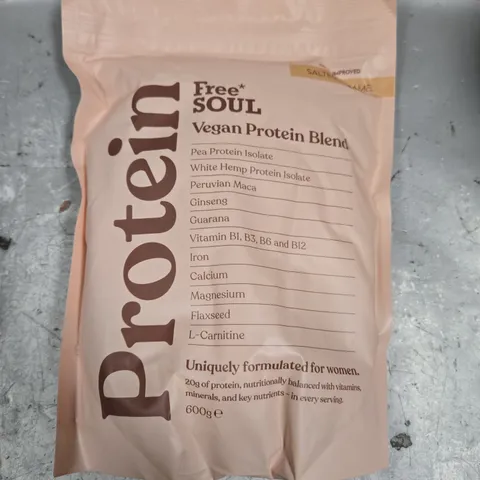 SALTE
IMPROVED
Protein
Free*
SOUL
Vegan Protein Blend
Pea Protein Isolate
White Hemp Protein Isolate
Peruvian Maca
Ginseng
Guarana
Vitamin B1, B3, B6 and B12
Iron
Calcium
Magnesium
Flaxseed
L-Carnitine
Uniquely formulated for women.
20g of protein, nutritionally balanced with vitamins,
minerals, and key nutrients – in every serving.
600g ℮